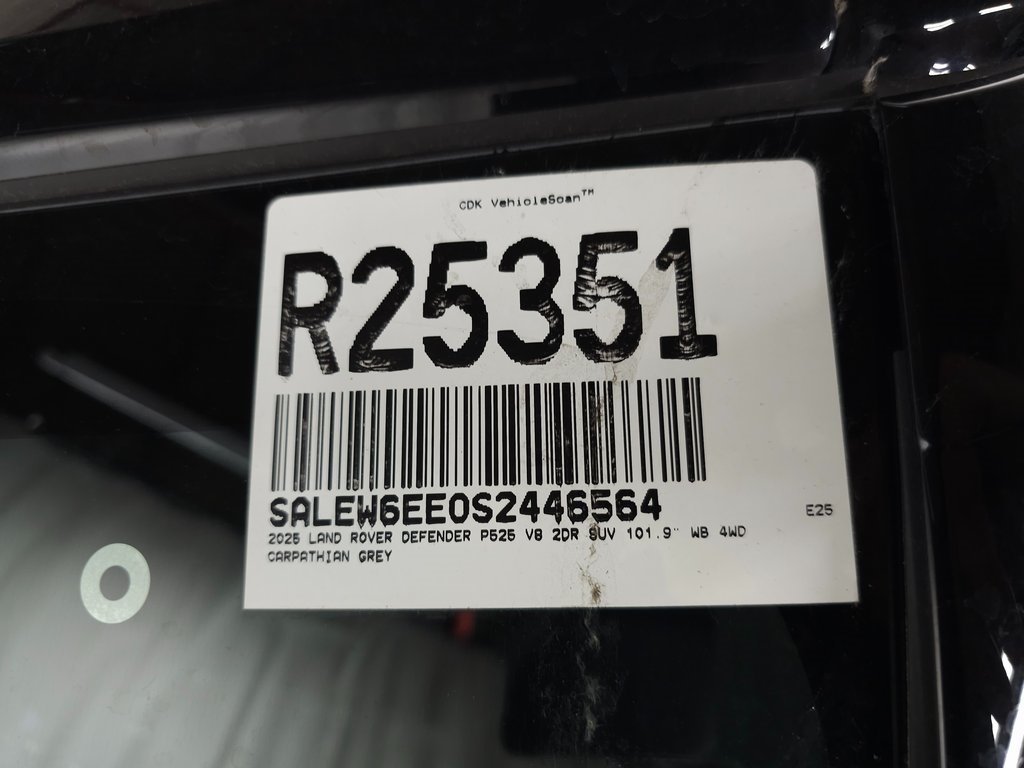 CDK VehicleScan™
R25351
SALEW6EE0S2446564
E25
2025 LAND ROVER DEFENDER P525 V8 2DR SUV 101.9" WB 4WD
CARPATHIAN GREY